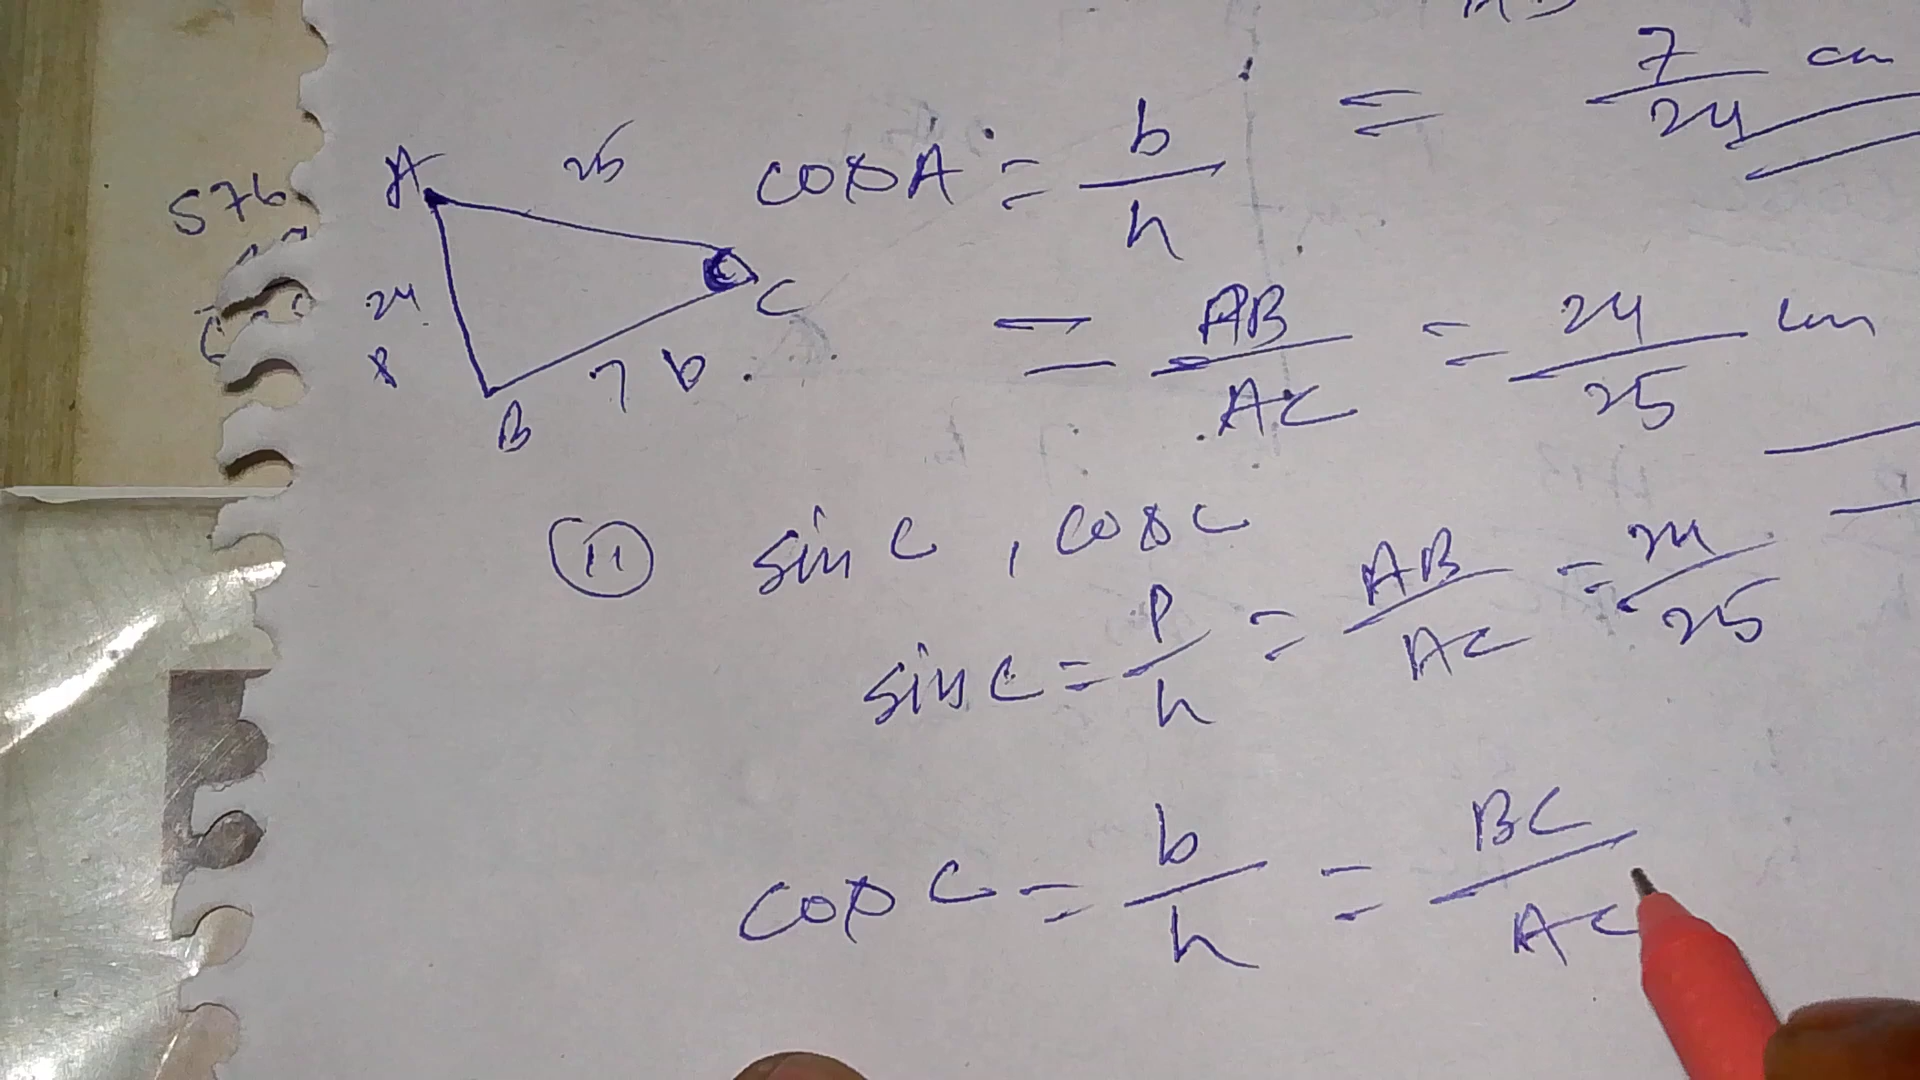 7/24 cm
cosA = b/h =
A 25
576
24
P
B 7 b C
= AB/AC = 24/25 cm
(ii) sin C, cos C
sin C = P/h = AB/AC = 24/25
cos C = b/h = BC/AC